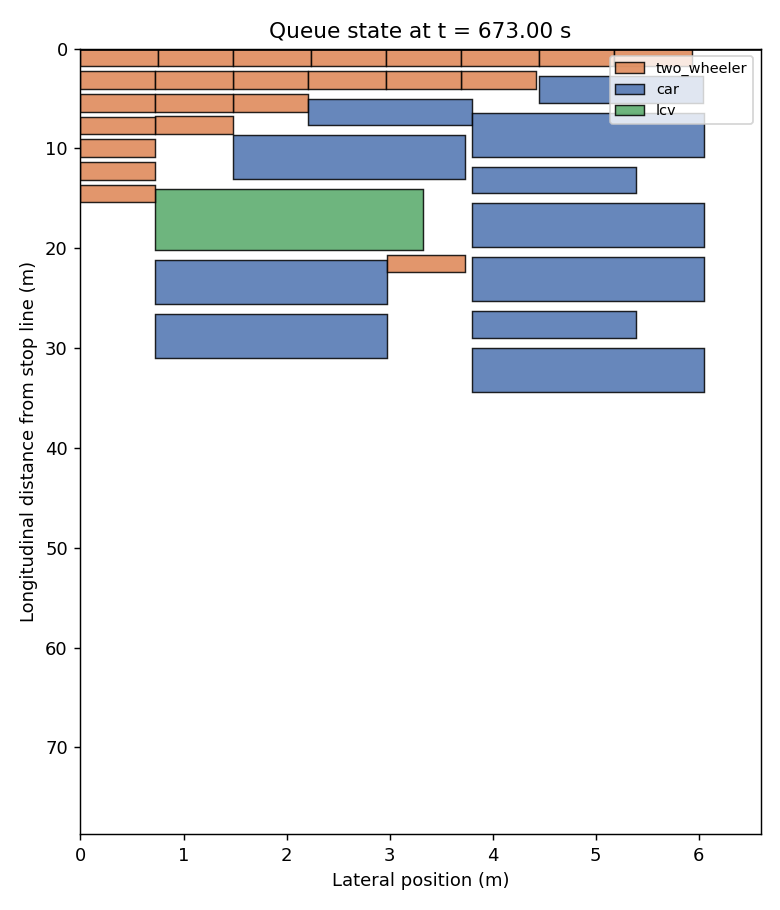 Queue state at t = 673.00 s
two_wheeler
car
lcv
0
10
20
30
40
50
60
70
Longitudinal distance from stop line (m)
0 1 2 3 4 5 6
Lateral position (m)